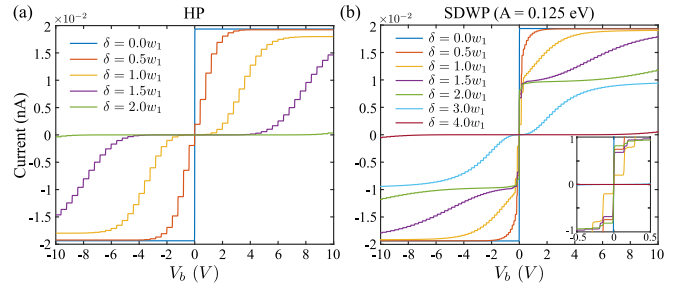 (a) HP
×10⁻²
2
1.5
1
0.5
0
-0.5
-1
-1.5
-2
Current (nA)
δ = 0.0w₁
δ = 0.5w₁
δ = 1.0w₁
δ = 1.5w₁
δ = 2.0w₁
-10 -8 -6 -4 -2 0 2 4 6 8 10
V_b (V)
(b) SDWP (A = 0.125 eV)
×10⁻²
2
1.5
1
0.5
0
-0.5
-1
-1.5
-2
δ = 0.0w₁
δ = 0.5w₁
δ = 1.0w₁
δ = 1.5w₁
δ = 2.0w₁
δ = 3.0w₁
δ = 4.0w₁
1
0
-1
-0.5 0 0.5
-10 -8 -6 -4 -2 0 2 4 6 8 10
V_b (V)